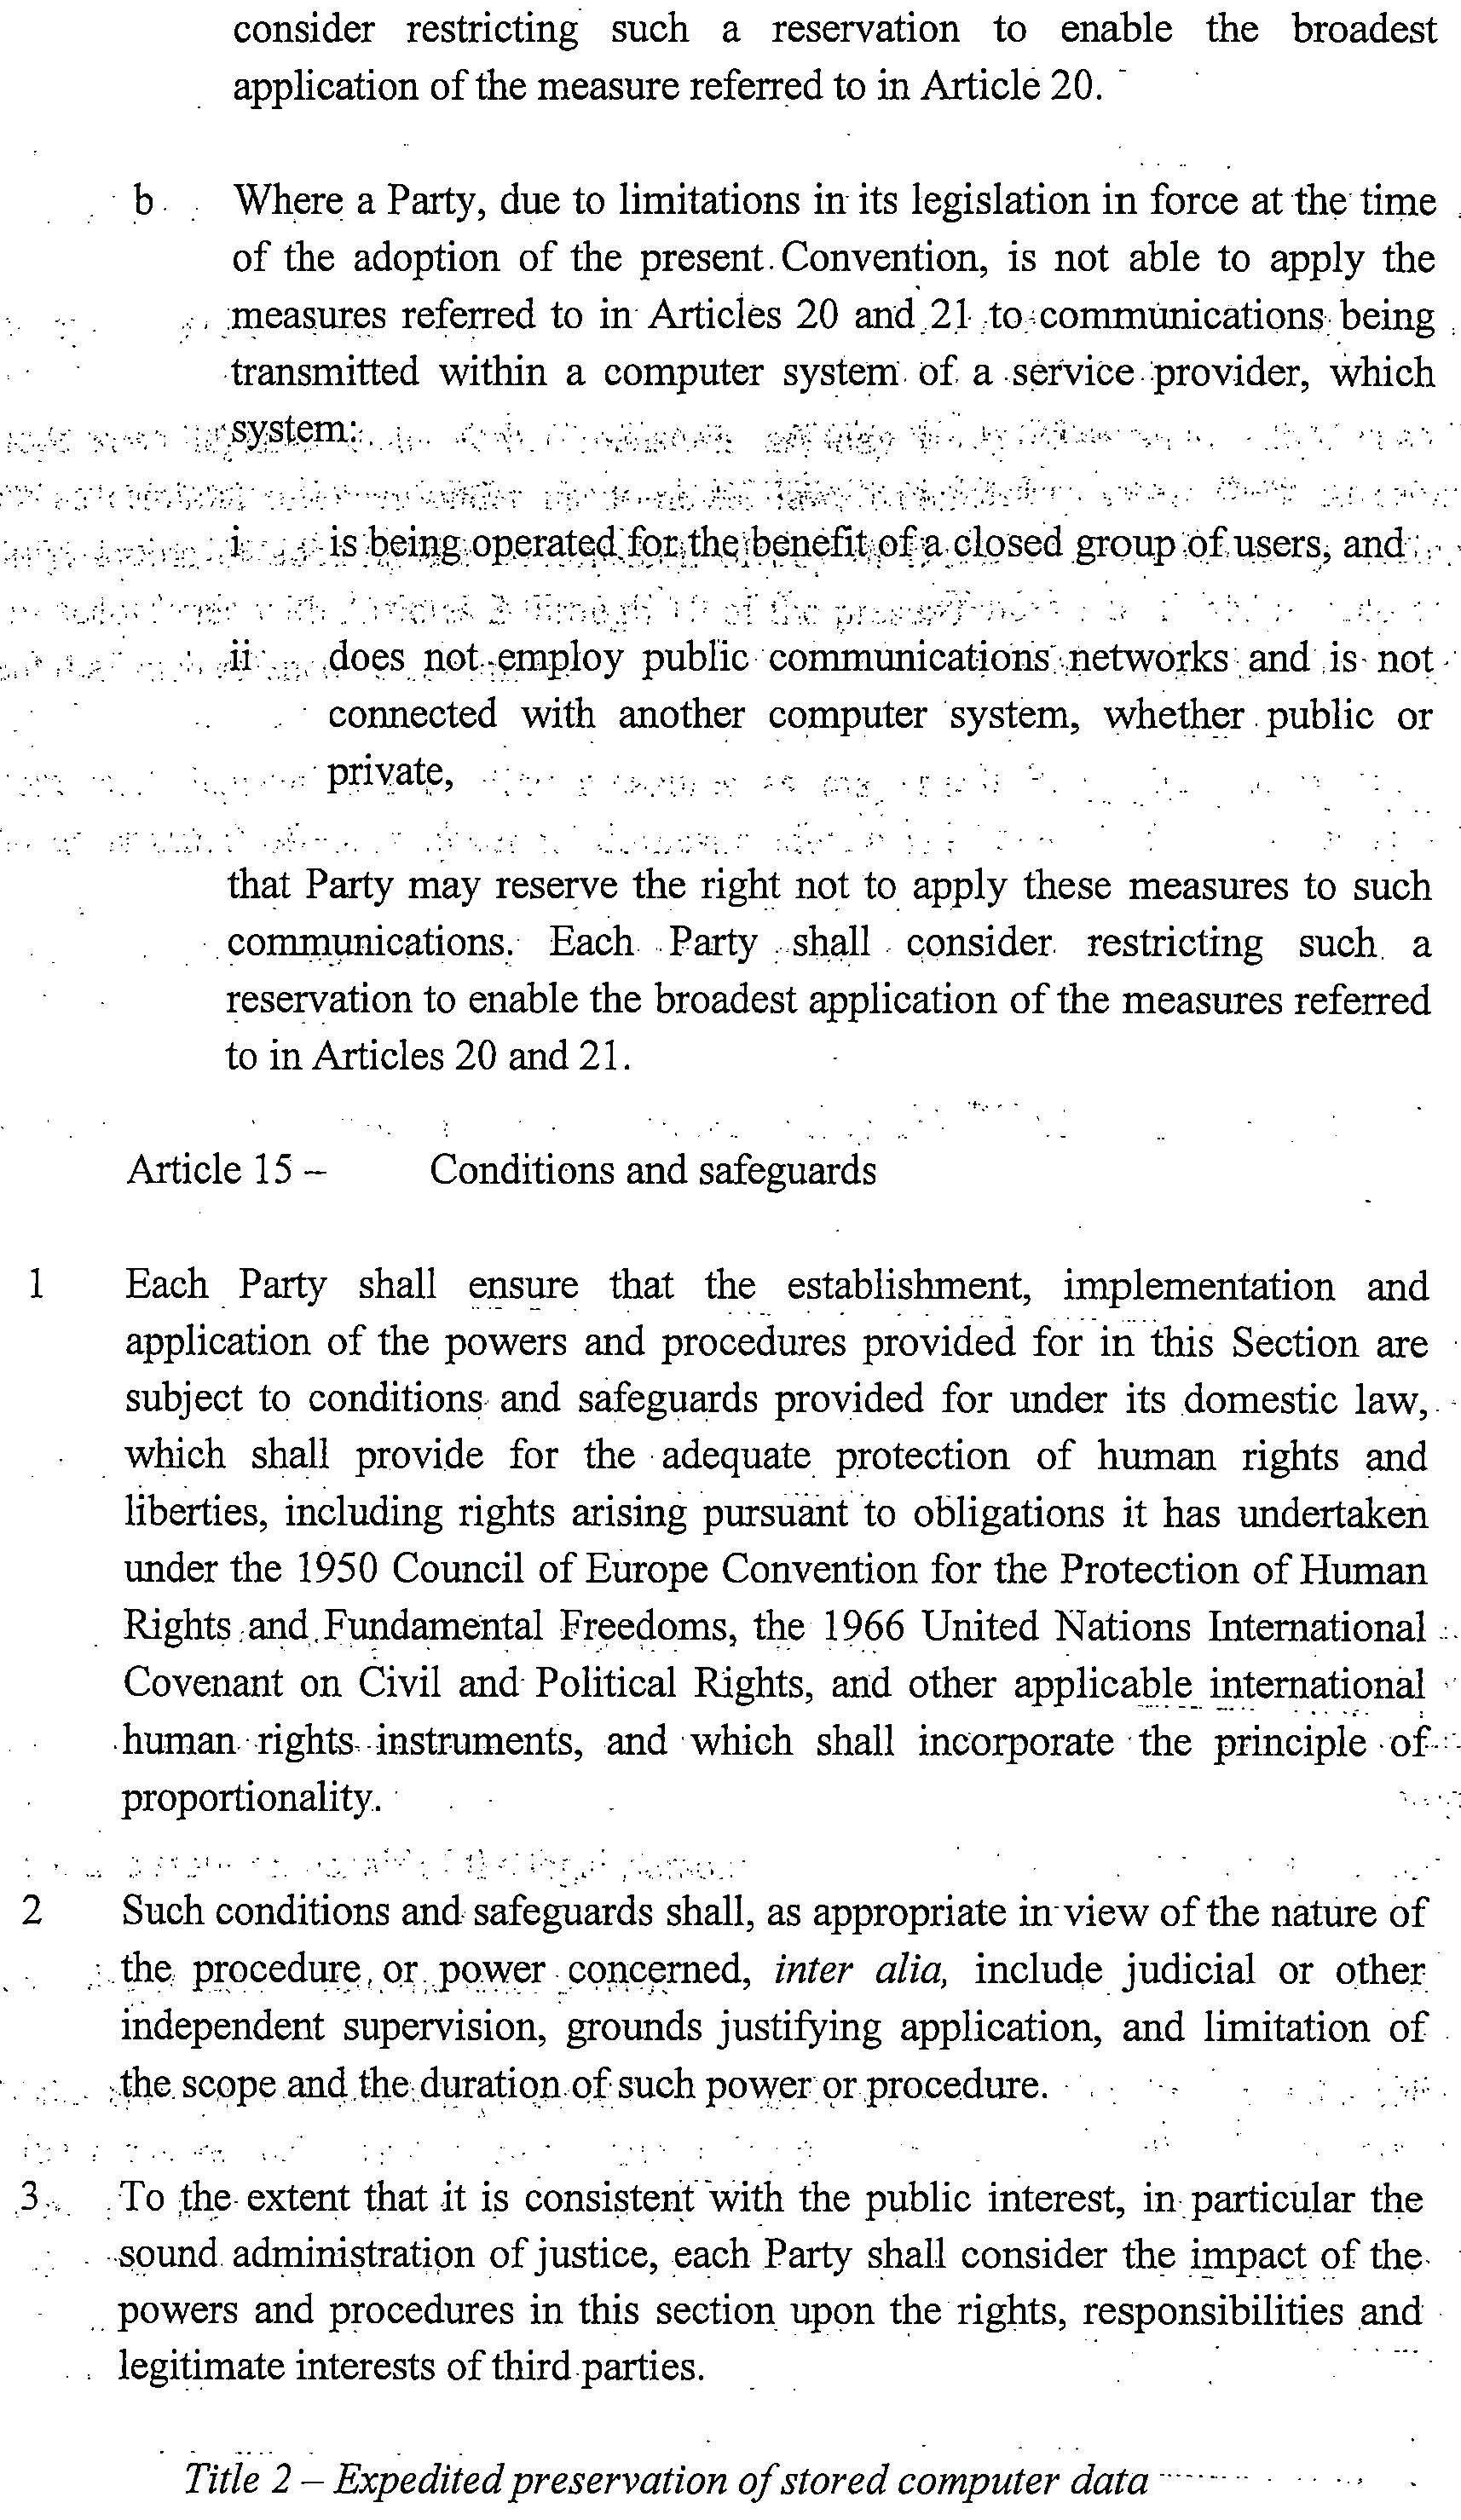 consider restricting such a reservation to enable the broadest
application of the measure referred to in Article 20.
b Where a Party, due to limitations in its legislation in force at the time
of the adoption of the present Convention, is not able to apply the
measures referred to in Articles 20 and 21 to communications being
transmitted within a computer system of a service provider, which
system:
i is being operated for the benefit of a closed group of users, and
ii does not employ public communications networks and is not
connected with another computer system, whether public or
private,
that Party may reserve the right not to apply these measures to such
communications. Each Party shall consider restricting such a
reservation to enable the broadest application of the measures referred
to in Articles 20 and 21.
Article 15 – Conditions and safeguards
1 Each Party shall ensure that the establishment, implementation and
application of the powers and procedures provided for in this Section are
subject to conditions and safeguards provided for under its domestic law,
which shall provide for the adequate protection of human rights and
liberties, including rights arising pursuant to obligations it has undertaken
under the 1950 Council of Europe Convention for the Protection of Human
Rights and Fundamental Freedoms, the 1966 United Nations International
Covenant on Civil and Political Rights, and other applicable international
human rights instruments, and which shall incorporate the principle of
proportionality.
2 Such conditions and safeguards shall, as appropriate in view of the nature of
the procedure or power concerned, inter alia, include judicial or other
independent supervision, grounds justifying application, and limitation of
the scope and the duration of such power or procedure.
3 To the extent that it is consistent with the public interest, in particular the
sound administration of justice, each Party shall consider the impact of the
powers and procedures in this section upon the rights, responsibilities and
legitimate interests of third parties.
Title 2 – Expedited preservation of stored computer data